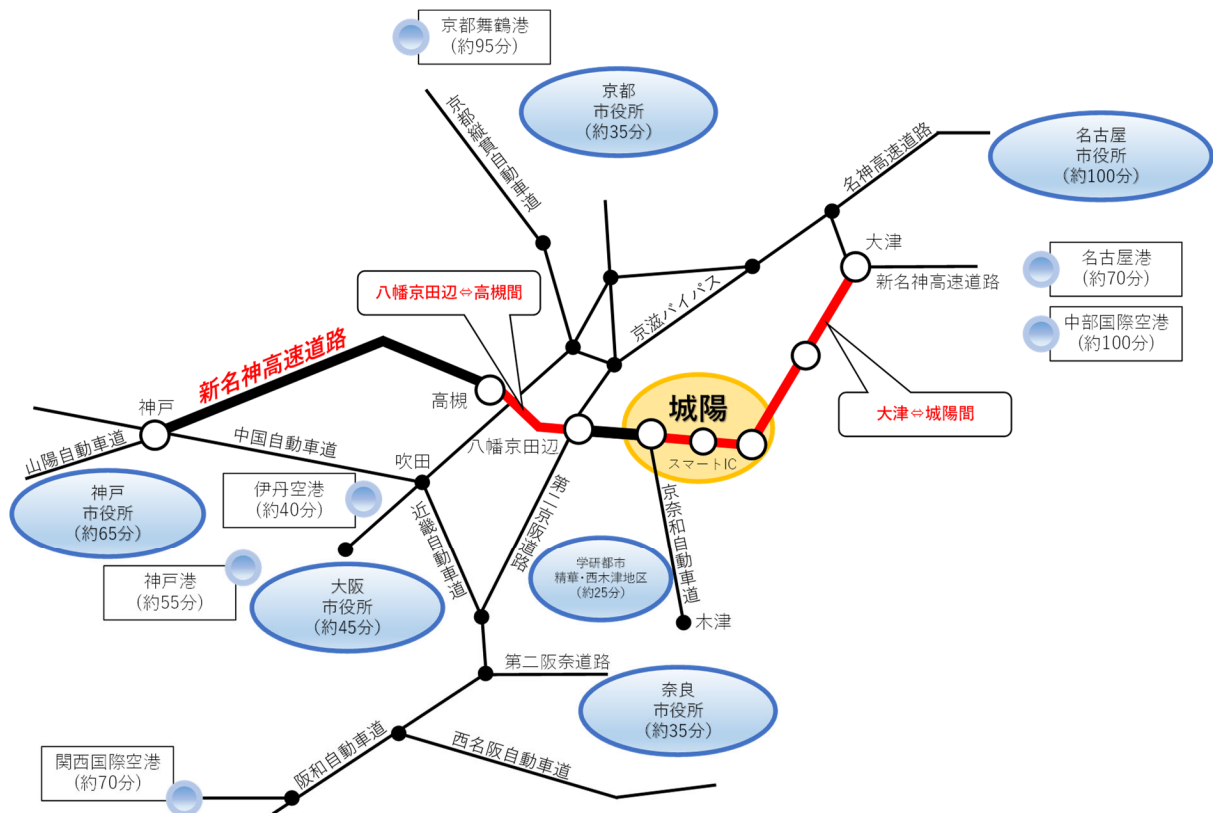 京都舞鶴港
(約95分)
京都
市役所
(約35分)
京都縦貫自動車道
名神高速道路
名古屋
市役所
(約100分)
大津
新名神高速道路
名古屋港
(約70分)
中部国際空港
(約100分)
八幡京田辺⇔高槻間
京滋バイパス
新名神高速道路
高槻
城陽
大津⇔城陽間
神戸
八幡京田辺
スマートIC
山陽自動車道
中国自動車道
吹田
神戸
市役所
(約65分)
伊丹空港
(約40分)
近畿自動車道
第二京阪道路
京奈和自動車道
神戸港
(約55分)
大阪
市役所
(約45分)
学研都市
精華・西木津地区
(約25分)
木津
第二阪奈道路
奈良
市役所
(約35分)
関西国際空港
(約70分)
阪和自動車道
西名阪自動車道